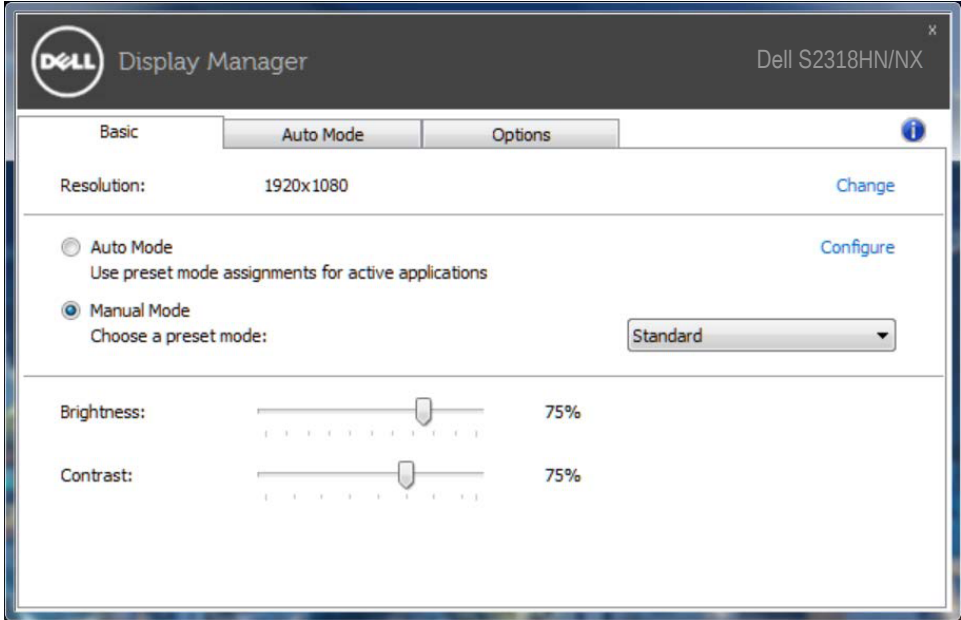 DELL Display Manager Dell S2318HN/NX x
Basic Auto Mode Options i
Resolution: 1920x1080 Change
Auto Mode Configure
Use preset mode assignments for active applications
Manual Mode
Choose a preset mode: Standard
Brightness: 75%
Contrast: 75%